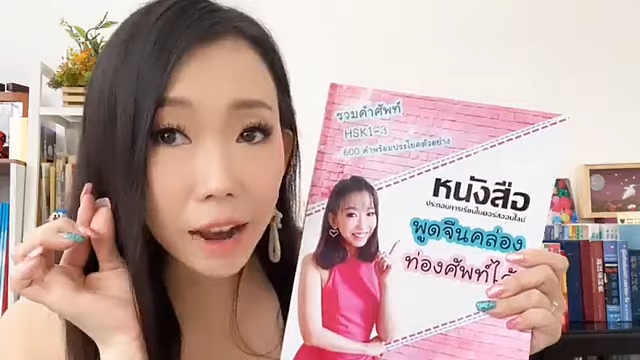 รวมคำศัพท์
HSK1-3
600 คำพร้อมประโยคตัวอย่าง
หนังสือ
ประกอบการเรียนในคอร์สออนไลน์
พูดจีนคล่อง
ท่องศัพท์ได้